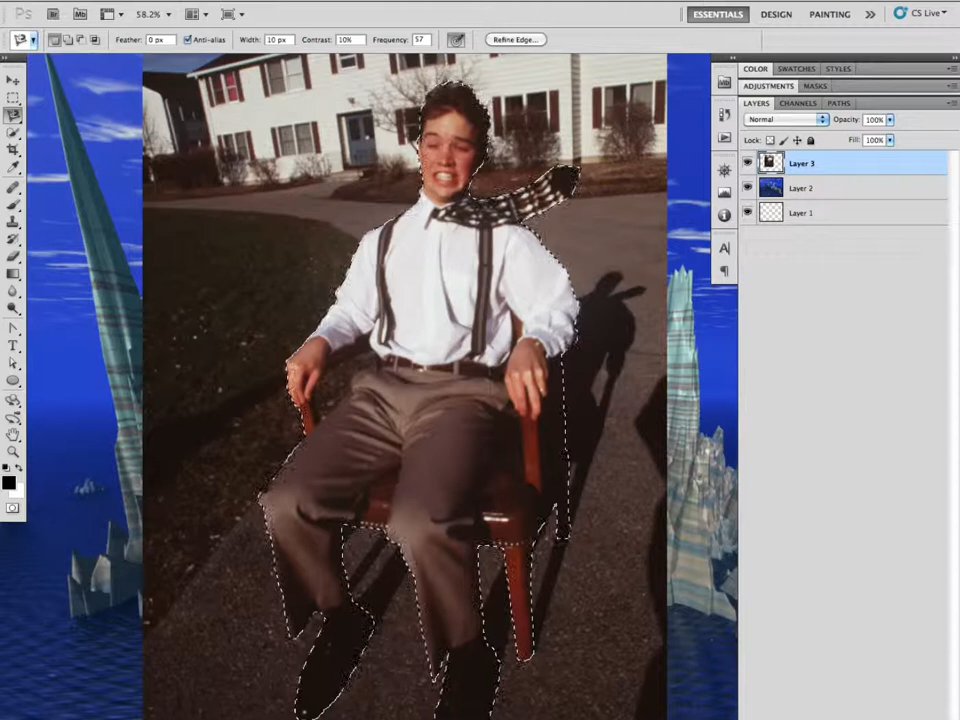 Ps Br Mb 58.2% ESSENTIALS DESIGN PAINTING CS Live
Feather: 0 px Anti-alias Width: 10 px Contrast: 10% Frequency: 57 Refine Edge...
COLOR SWATCHES STYLES
ADJUSTMENTS MASKS
LAYERS CHANNELS PATHS
Normal Opacity: 100%
Lock: Fill: 100%
Layer 3
Layer 2
Layer 1